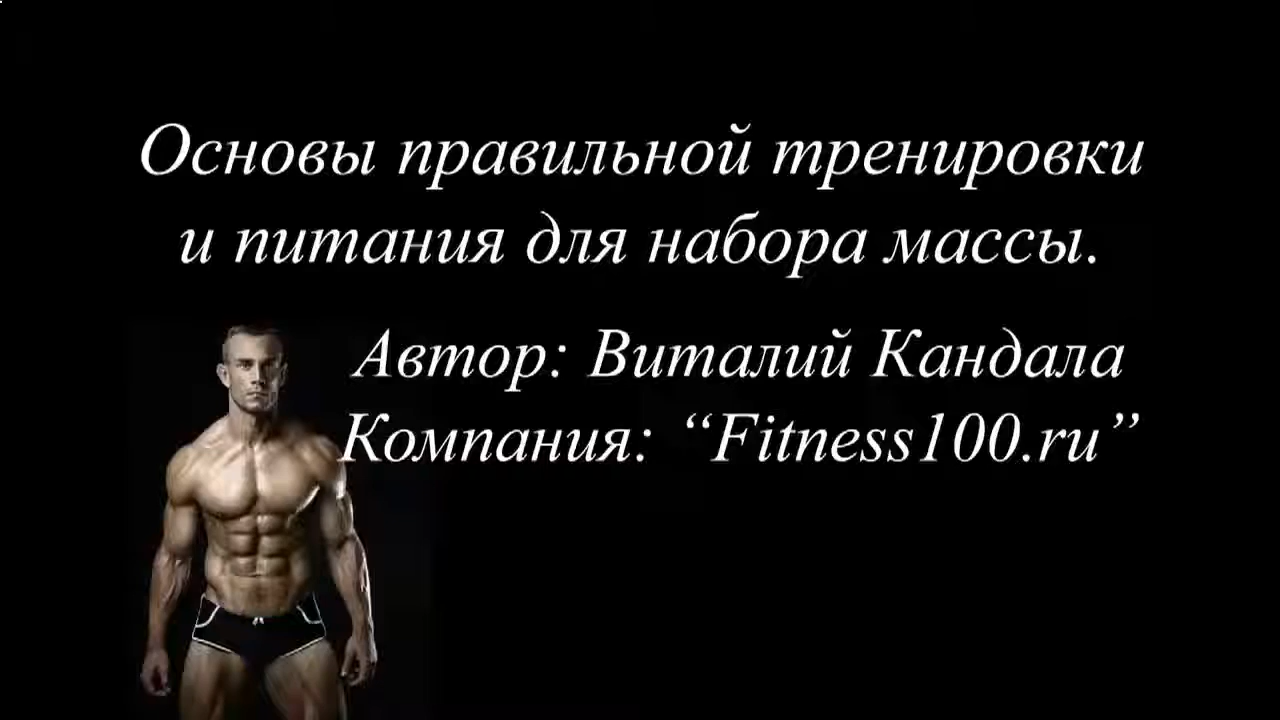 Основы правильной тренировки
и питания для набора массы.
Автор: Виталий Кандала
Компания: “Fitness100.ru”